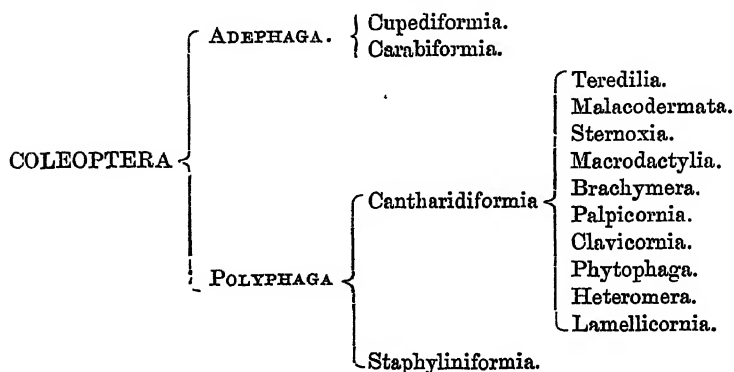 COLEOPTERA
ADEPHAGA.
Cupediformia.
Carabiformia.
POLYPHAGA
Cantharidiformia
Teredilia.
Malacodermata.
Sternoxia.
Macrodactylia.
Brachymera.
Palpicornia.
Clavicornia.
Phytophaga.
Heteromera.
Lamellicornia.
Staphyliniformia.